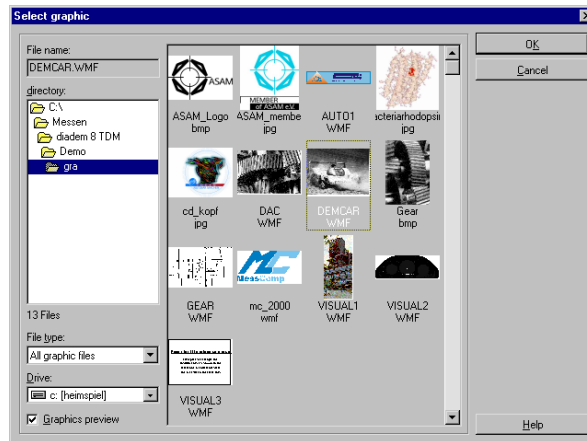 Select graphic
File name:
DEMCAR.WMF
directory:
C:\
Messen
diadem 8 TDM
Demo
gra
13 Files
File type:
All graphic files
Drive:
c: [heimspiel]
Graphics preview
ASAM
MEMBER
of ASAM e.V.
ASAM_Logo
bmp
ASAM_membe
jpg
AUTO1
WMF
acteriarhodopsin
jpg
cd_kopf
jpg
DAC
WMF
DEMCAR
WMF
Gear
bmp
MC
MeasComp
GEAR
WMF
mc_2000
wmf
VISUAL1
WMF
VISUAL2
WMF
VISUAL3
WMF
OK
Cancel
Help